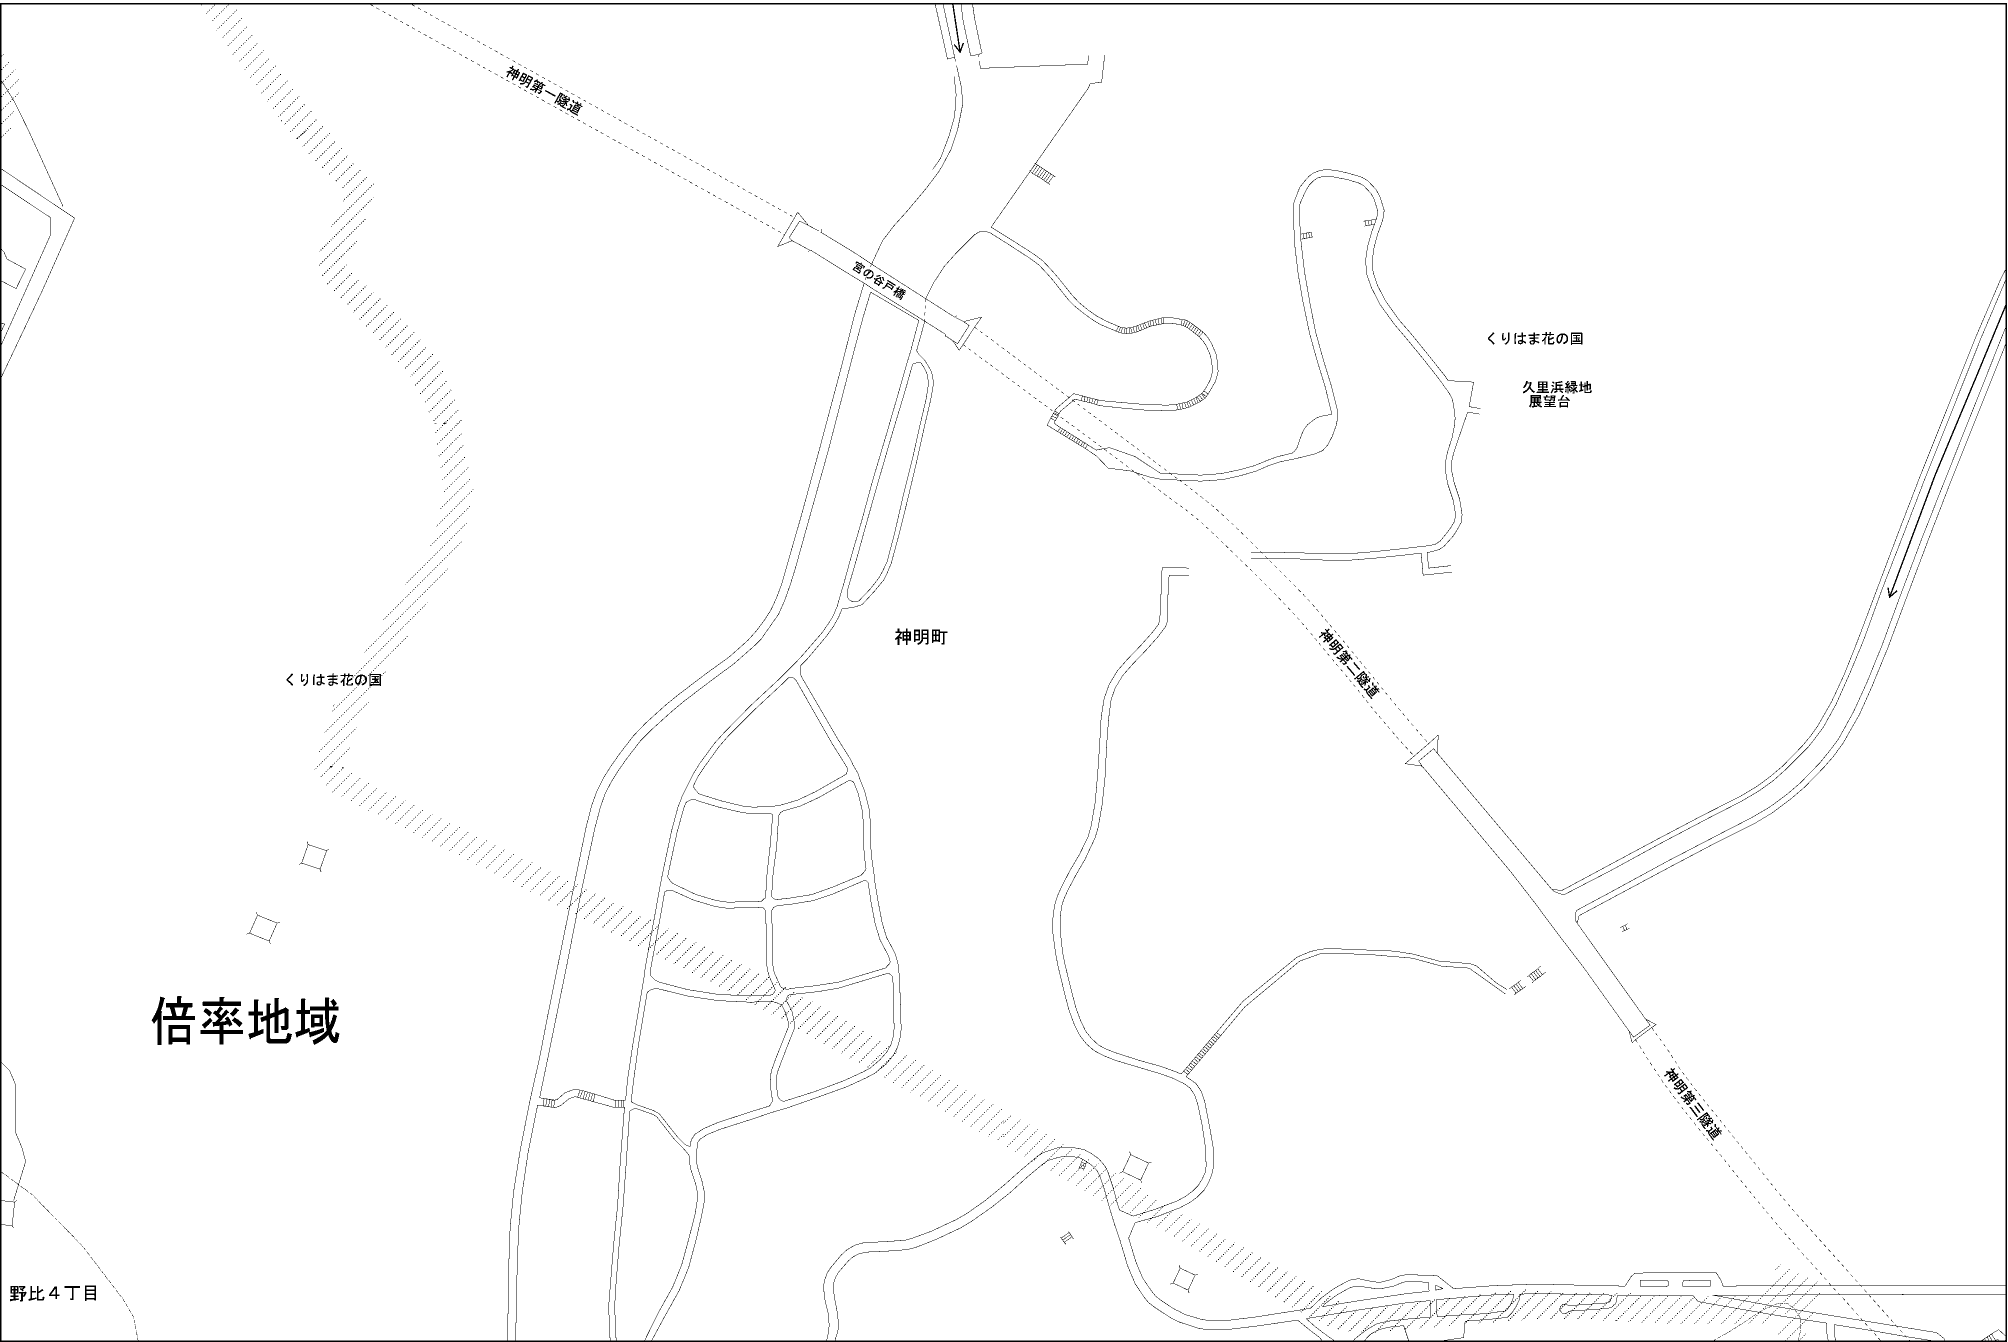 神明第一隧道
宮の谷戸橋
くりはま花の国
久里浜緑地
展望台
神明町
神明第二隧道
くりはま花の国
倍率地域
神明第三隧道
野比４丁目